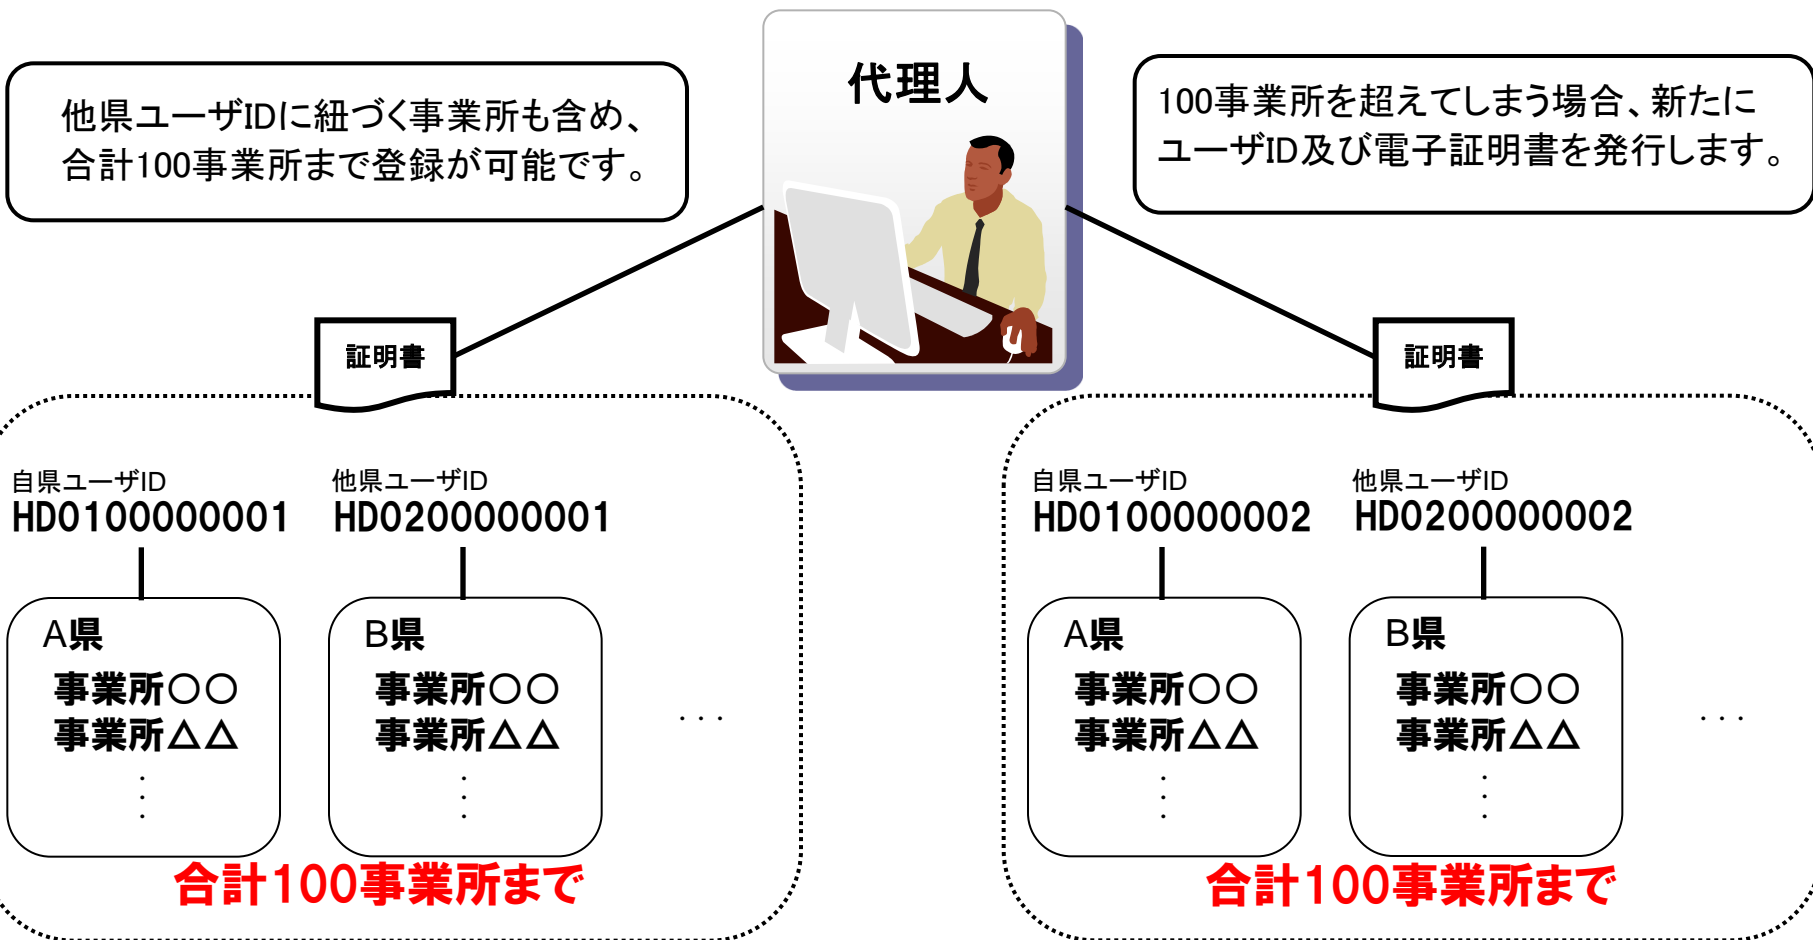 代理人
他県ユーザIDに紐づく事業所も含め、
合計100事業所まで登録が可能です。
100事業所を超えてしまう場合、新たに
ユーザID及び電子証明書を発行します。
証明書
証明書
自県ユーザID
HD0100000001
他県ユーザID
HD0200000001
A県
事業所○○
事業所△△
・・・
B県
事業所○○
事業所△△
・・・
・・・
合計100事業所まで
自県ユーザID
HD0100000002
他県ユーザID
HD0200000002
A県
事業所○○
事業所△△
・・・
B県
事業所○○
事業所△△
・・・
・・・
合計100事業所まで